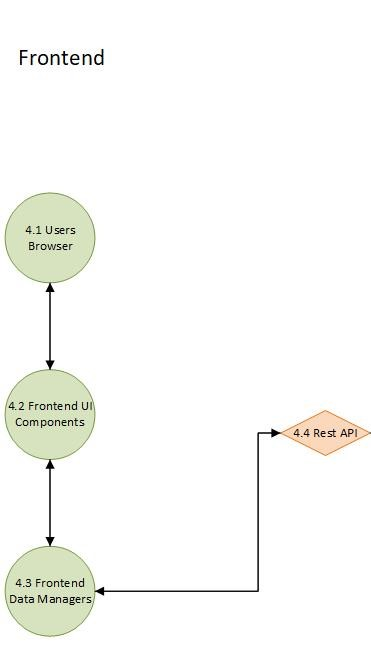 Frontend
4.1 Users
Browser
4.2 Frontend UI
Components
4.4 Rest API
4.3 Frontend
Data Managers